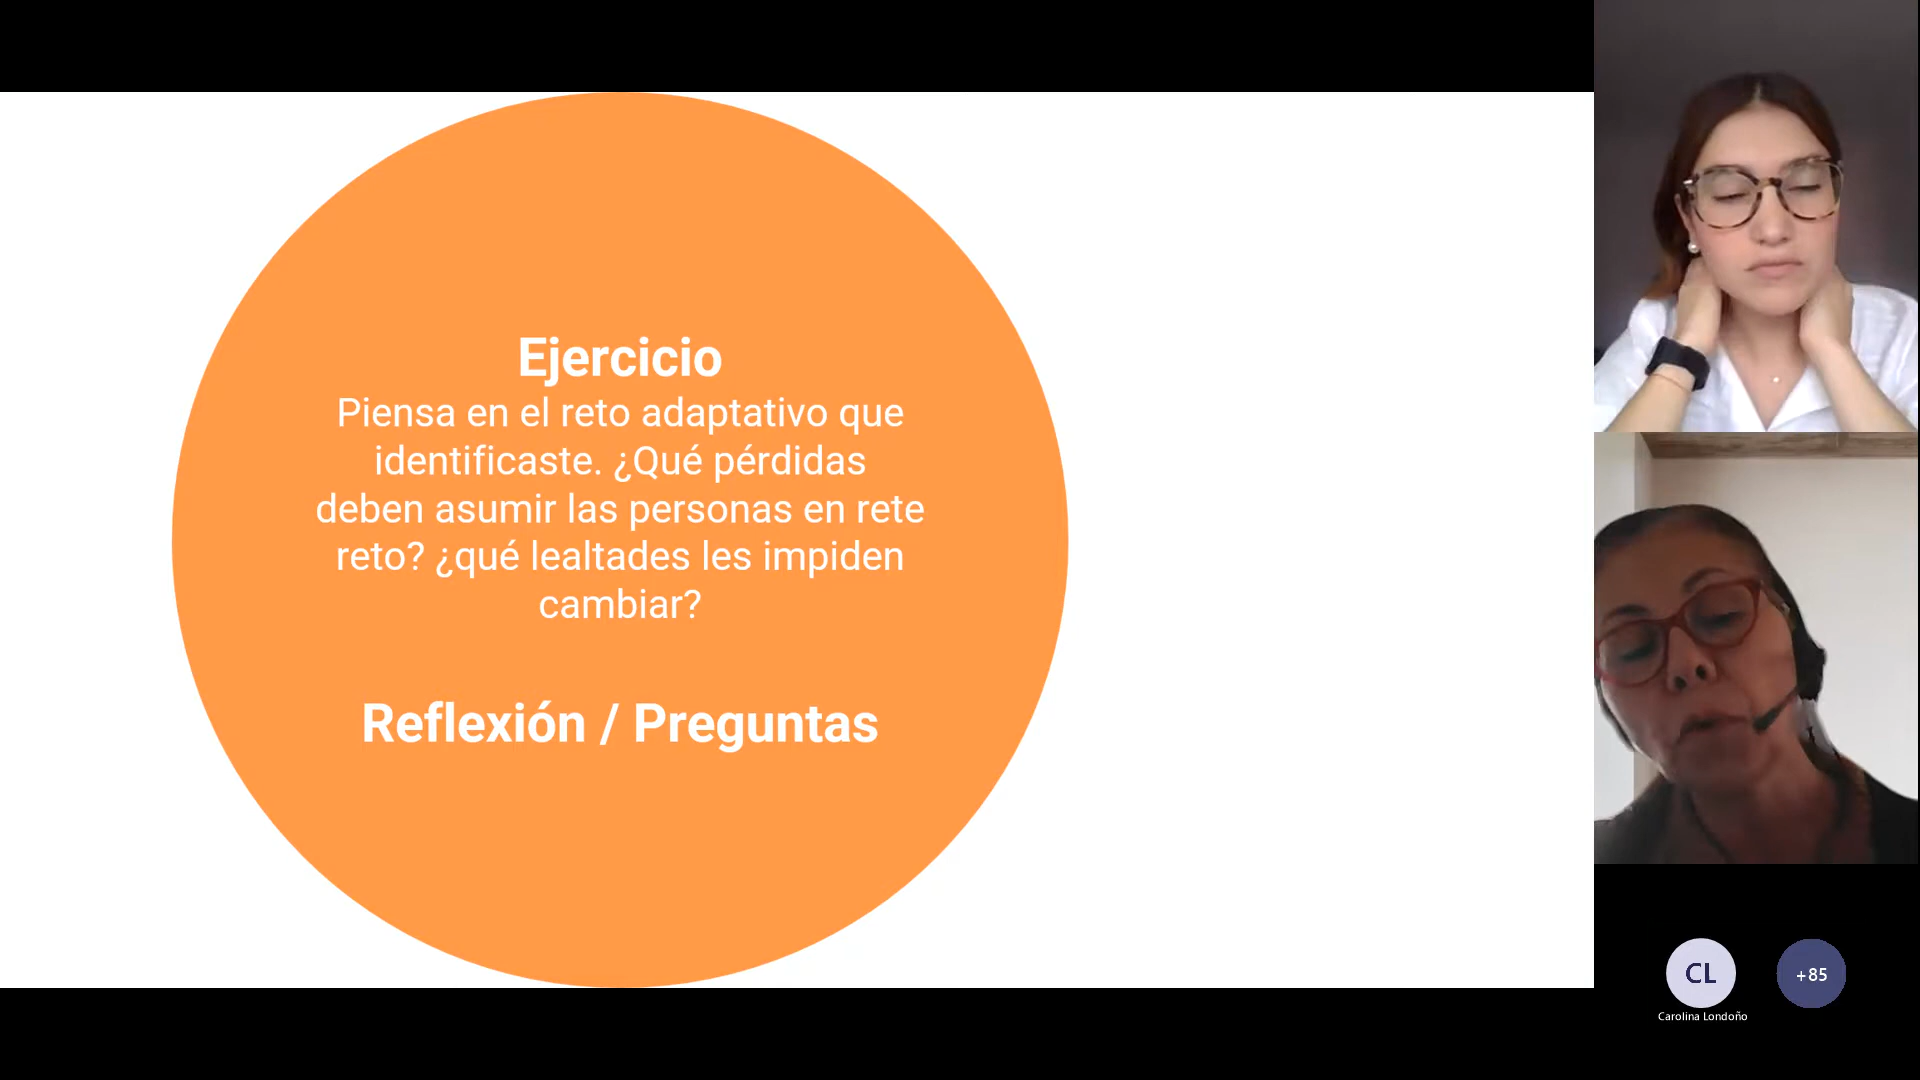 Ejercicio
Piensa en el reto adaptativo que
identificaste. ¿Qué pérdidas
deben asumir las personas en rete
reto? ¿qué lealtades les impiden
cambiar?
Reflexión / Preguntas
CL
+85
Carolina Londoño